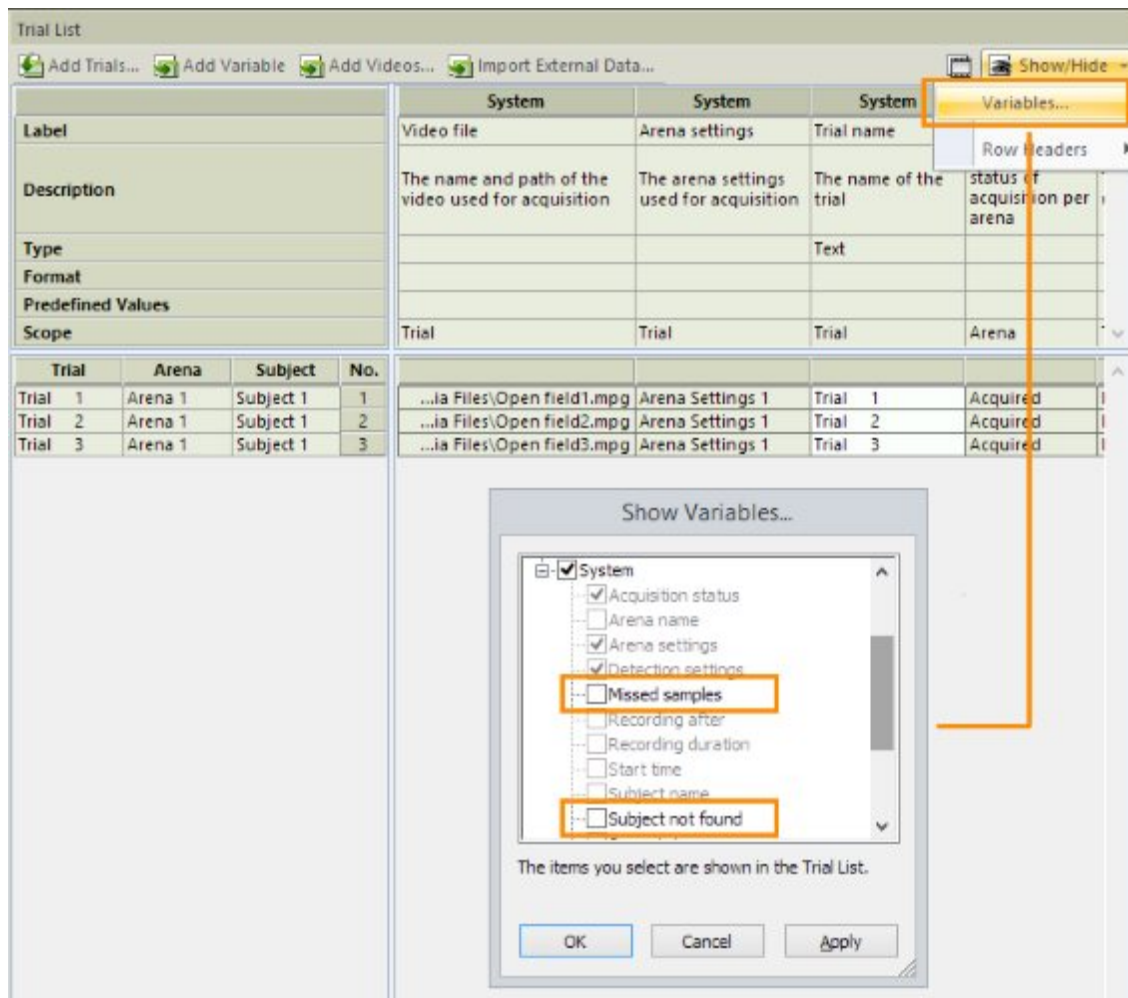 Trial List
Add Trials... Add Variable Add Videos... Import External Data... Show/Hide
System System System Variables...
Label Video file Arena settings Trial name
Row Headers
Description The name and path of the video used for acquisition The arena settings used for acquisition The name of the trial status of acquisition per arena
Type Text
Format
Predefined Values
Scope Trial Trial Trial Arena
Trial Arena Subject No.
Trial 1 Arena 1 Subject 1 1 ...ia Files\Open field1.mpg Arena Settings 1 Trial 1 Acquired
Trial 2 Arena 1 Subject 1 2 ...ia Files\Open field2.mpg Arena Settings 1 Trial 2 Acquired
Trial 3 Arena 1 Subject 1 3 ...ia Files\Open field3.mpg Arena Settings 1 Trial 3 Acquired
Show Variables...
System
Acquisition status
Arena name
Arena settings
Detection settings
Missed samples
Recording after
Recording duration
Start time
Subject name
Subject not found
The items you select are shown in the Trial List.
OK Cancel Apply